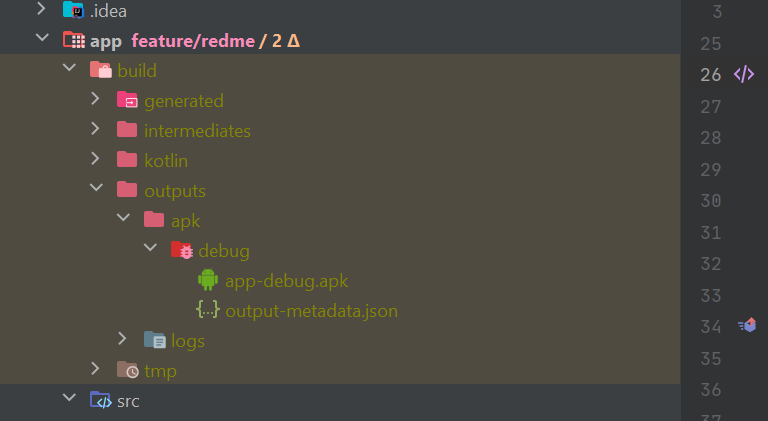 .idea
app feature/redme / 2 Δ
build
generated
intermediates
kotlin
outputs
apk
debug
app-debug.apk
output-metadata.json
logs
tmp
src
3
25
26
27
28
29
30
31
32
33
34
35
36
37